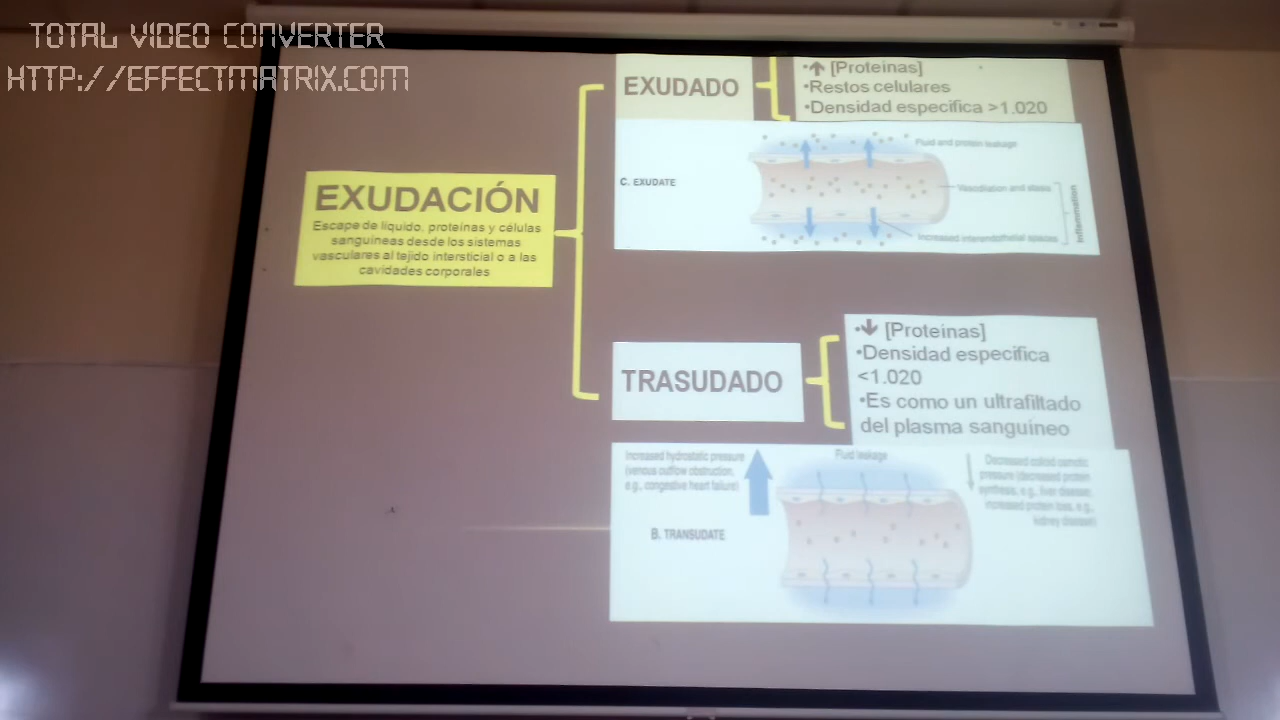 TOTAL VIDEO CONVERTER
HTTP://EFFECTMATRIX.COM
EXUDACIÓN
Escape de líquido, proteínas y células
sanguíneas desde los sistemas
vasculares al tejido intersticial o a las
cavidades corporales
EXUDADO
•↑ [Proteínas]
•Restos celulares
•Densidad específica >1.020
C. EXUDATE
Fluid and protein leakage
Vasodilation and stasis
Increased interendothelial spaces
Inflammation
TRASUDADO
•↓ [Proteínas]
•Densidad específica
<1.020
•Es como un ultrafiltado
del plasma sanguíneo
Increased hydrostatic pressure
(venous outflow obstruction,
e.g., congestive heart failure)
B. TRANSUDATE
Fluid leakage
Decreased colloid osmotic
pressure (decreased protein
synthesis, e.g., liver disease;
increased protein loss, e.g.,
kidney disease)